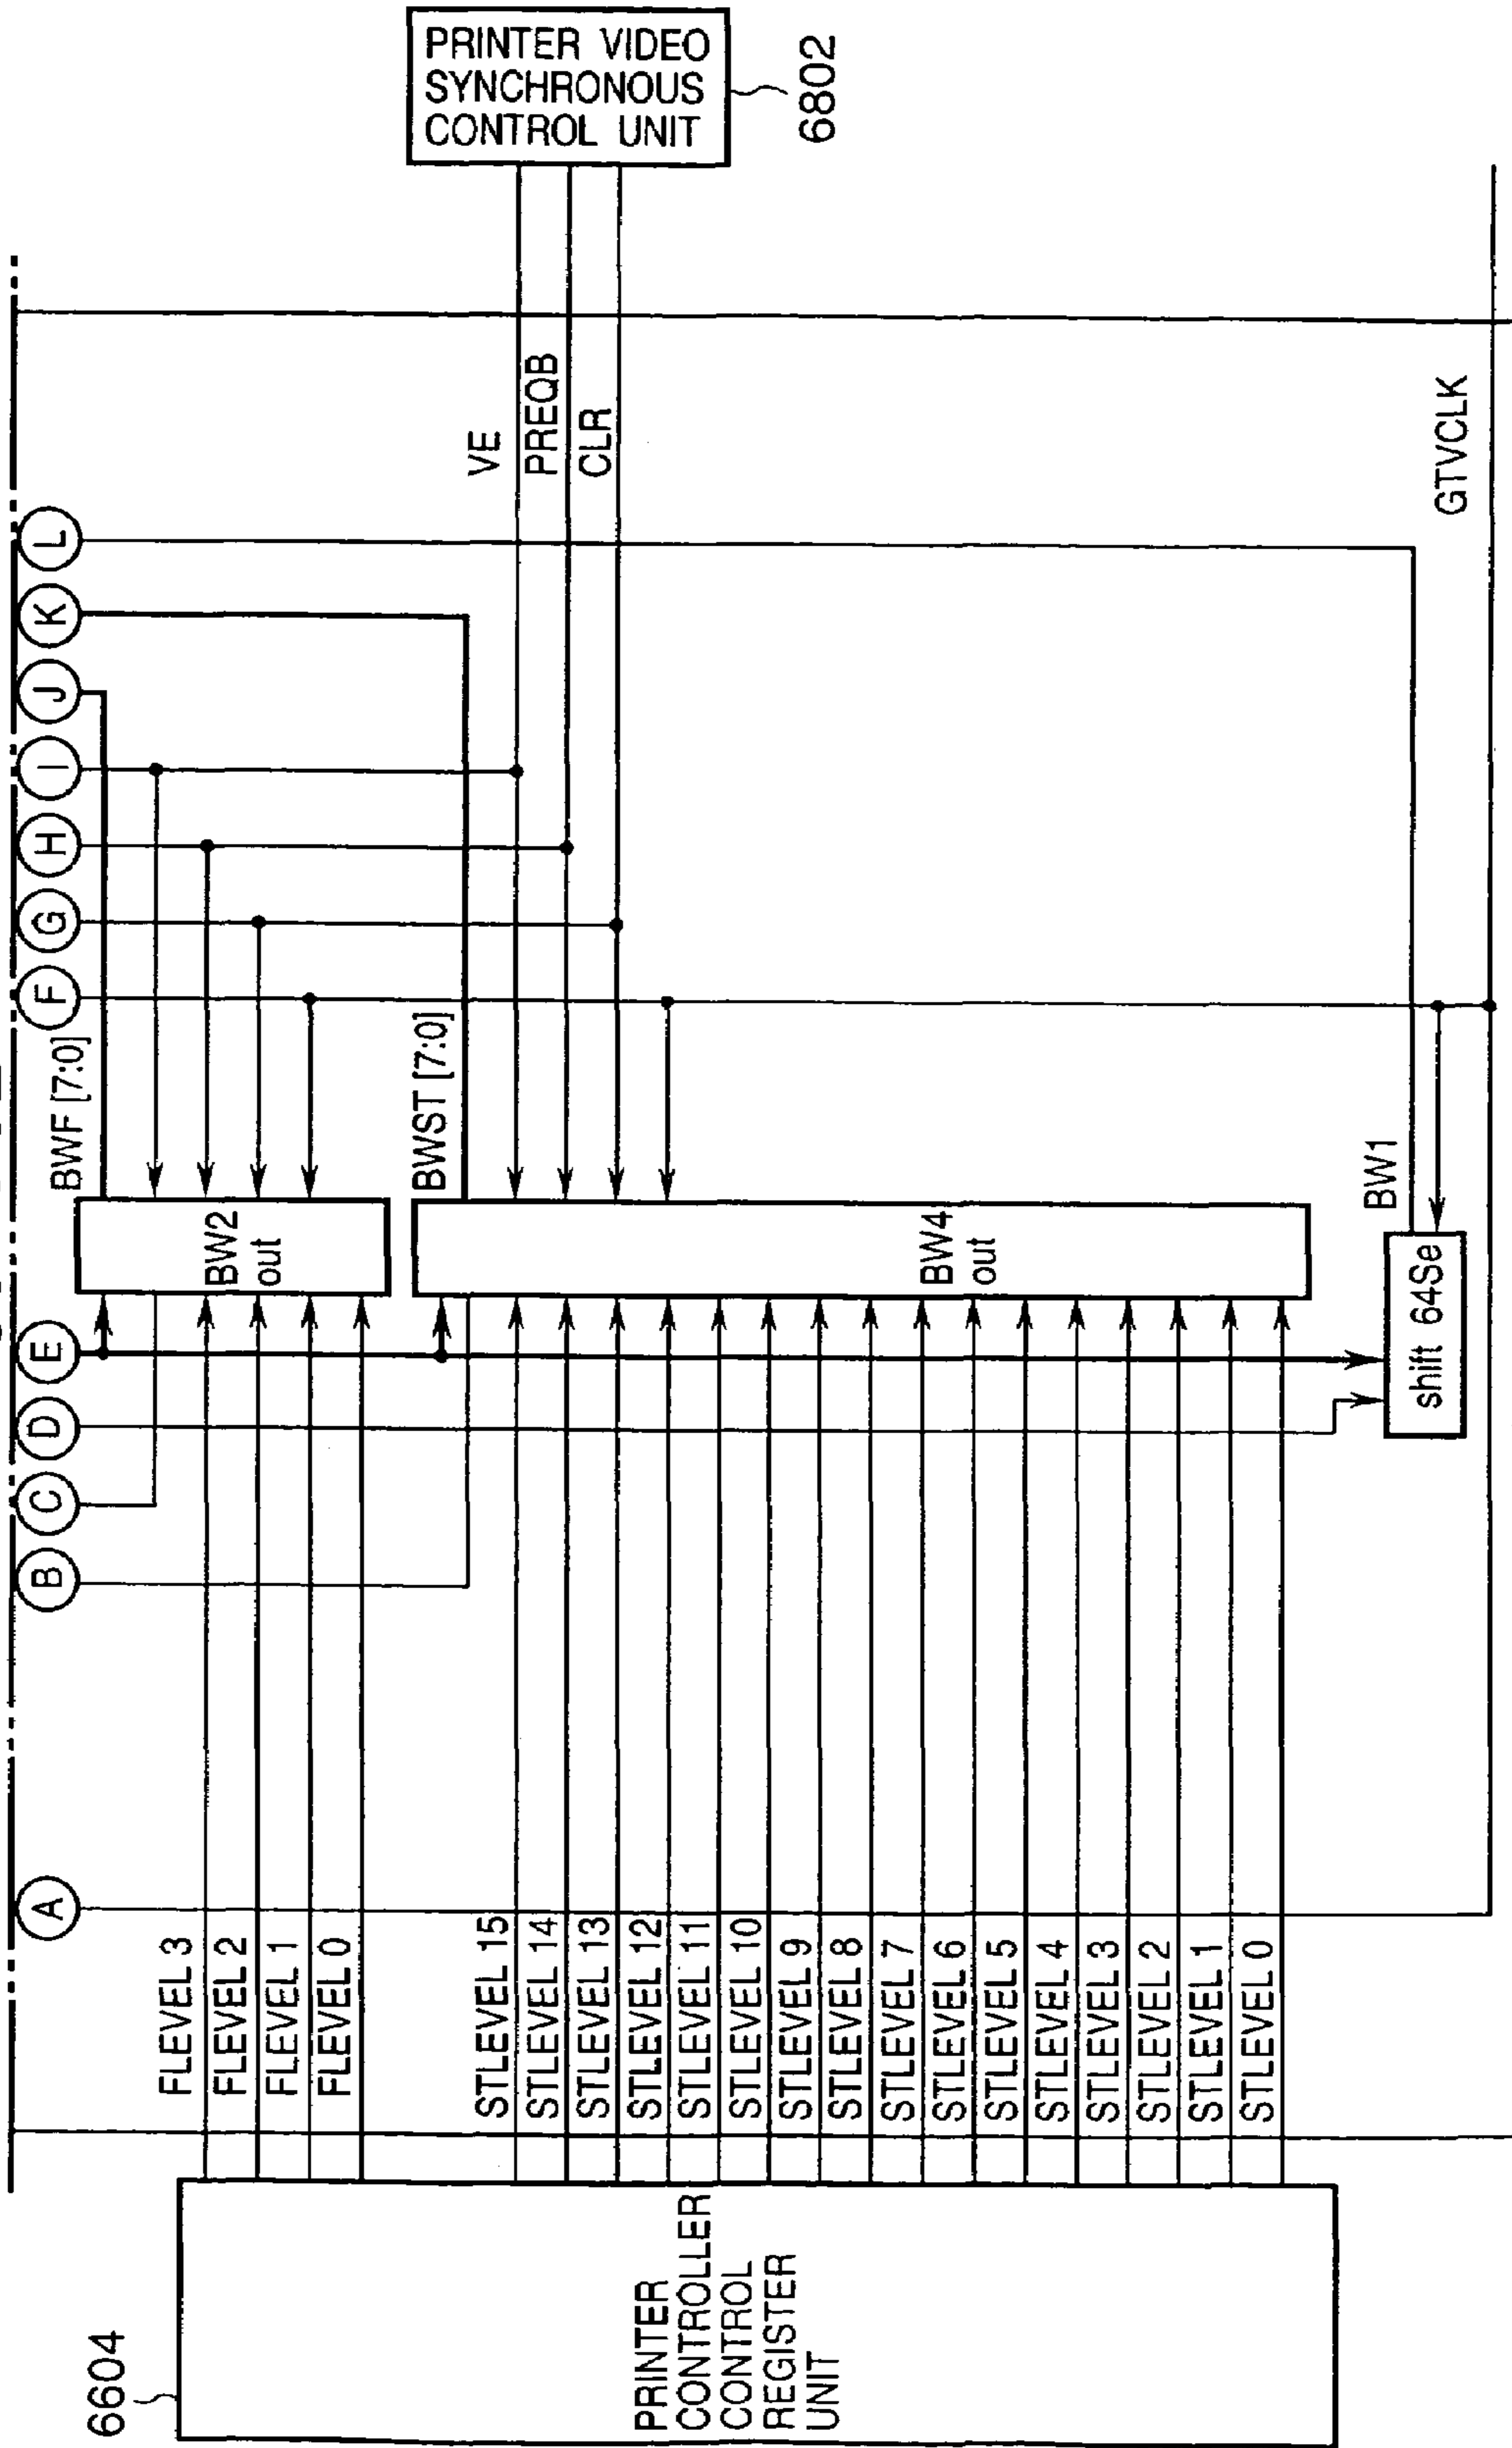 6604
PRINTER
CONTROLLER
CONTROL
REGISTER
UNIT
A
B
C
D
E
F
G
H
I
J
K
L
FLEVEL 3
FLEVEL 2
FLEVEL 1
FLEVEL 0
STLEVEL 15
STLEVEL 14
STLEVEL 13
STLEVEL 12
STLEVEL 11
STLEVEL 10
STLEVEL 9
STLEVEL 8
STLEVEL 7
STLEVEL 6
STLEVEL 5
STLEVEL 4
STLEVEL 3
STLEVEL 2
STLEVEL 1
STLEVEL 0
BW2
out
BWF [7:0]
BW4
out
BWST [7:0]
shift 64Se
BW1
VE
PREQB
CLR
GTVCLK
PRINTER VIDEO
SYNCHRONOUS
CONTROL UNIT
6802